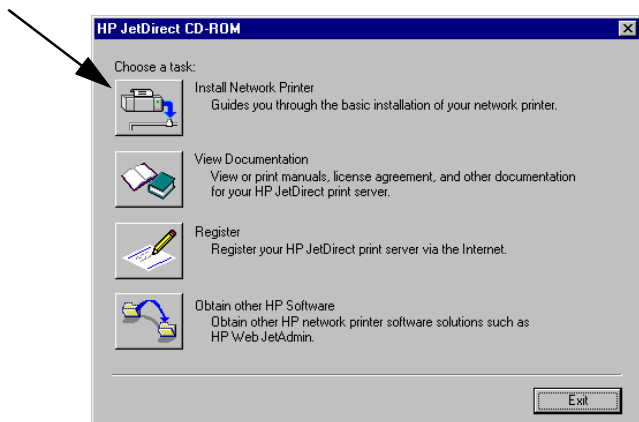 HP JetDirect CD-ROM
Choose a task:
Install Network Printer
Guides you through the basic installation of your network printer.
View Documentation
View or print manuals, license agreement, and other documentation
for your HP JetDirect print server.
Register
Register your HP JetDirect print server via the Internet.
Obtain other HP Software
Obtain other HP network printer software solutions such as
HP Web JetAdmin.
Exit